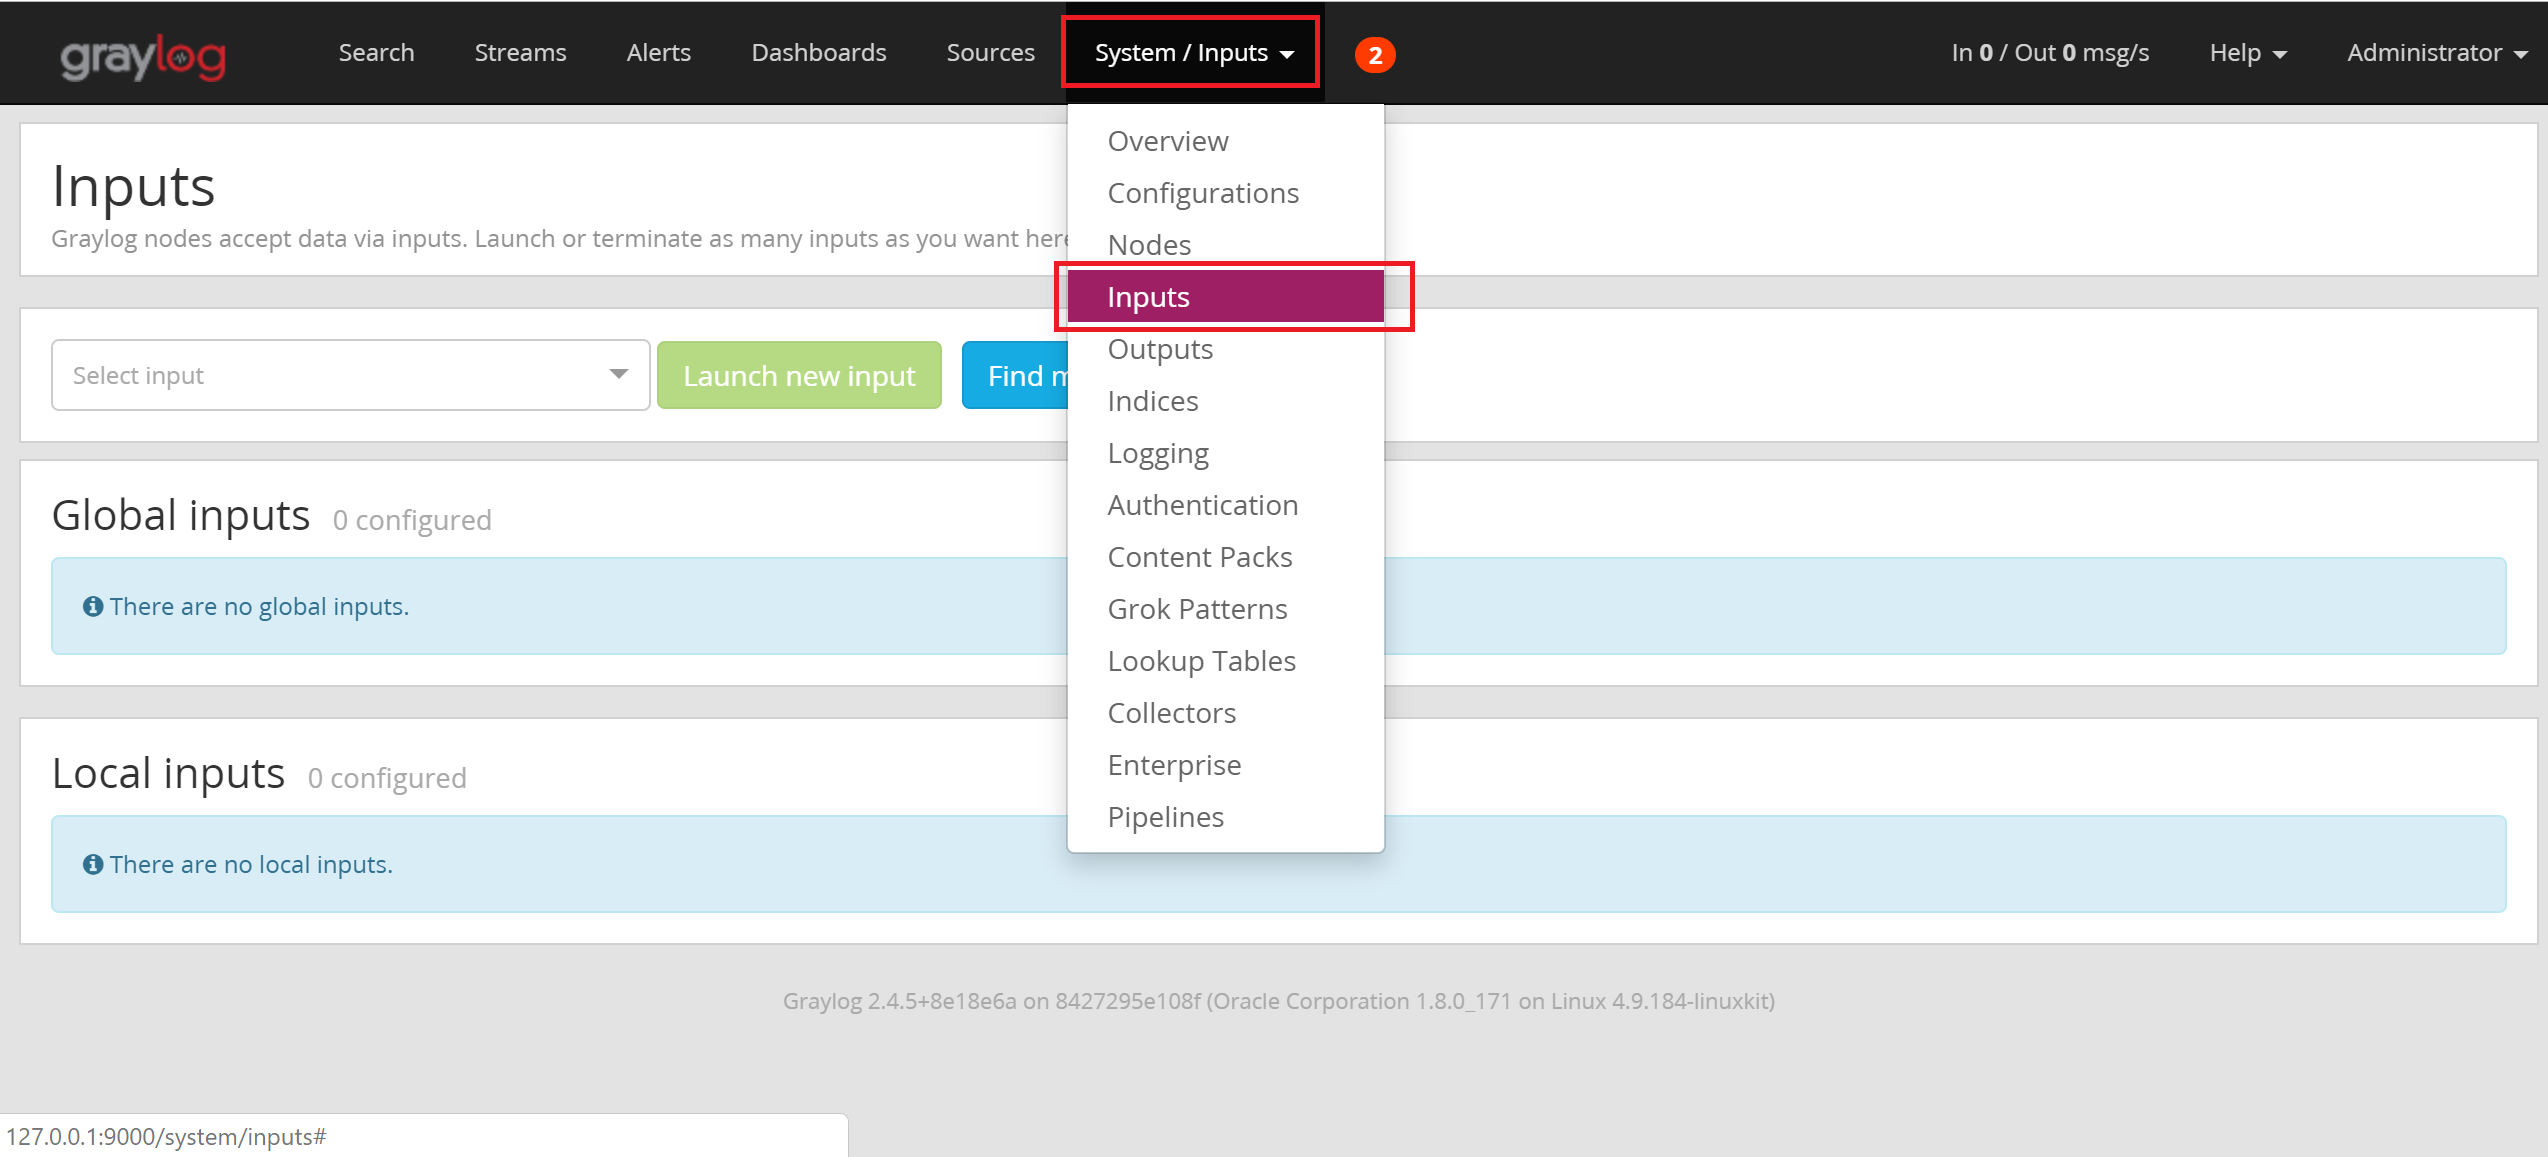 graylog
Search Streams Alerts Dashboards Sources System / Inputs 2 In 0 / Out 0 msg/s Help Administrator
Overview
Configurations
Nodes
Inputs
Outputs
Indices
Logging
Authentication
Content Packs
Grok Patterns
Lookup Tables
Collectors
Enterprise
Pipelines
Inputs
Graylog nodes accept data via inputs. Launch or terminate as many inputs as you want here
Select input Launch new input Find
Global inputs 0 configured
There are no global inputs.
Local inputs 0 configured
There are no local inputs.
Graylog 2.4.5+8e18e6a on 8427295e108f (Oracle Corporation 1.8.0_171 on Linux 4.9.184-linuxkit)
127.0.0.1:9000/system/inputs#